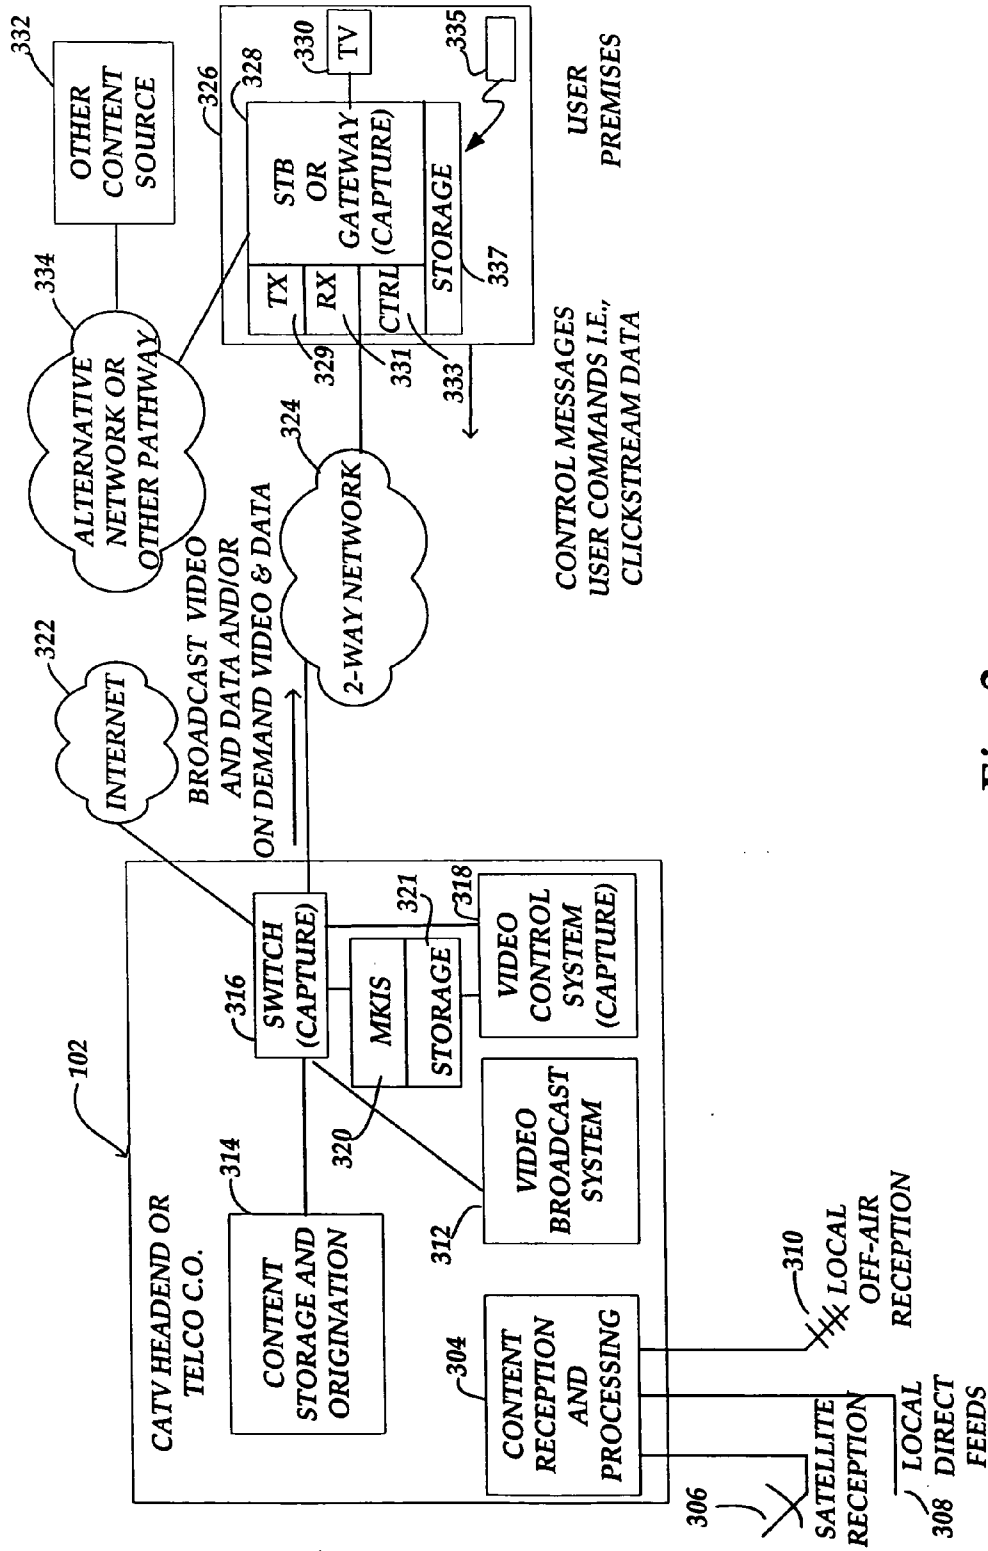 102
CATV HEADEND OR
TELCO C.O.
314
CONTENT
STORAGE AND
ORIGINATION
316
SWITCH
(CAPTURE)
320
MKIS
321
STORAGE
318
VIDEO
CONTROL
SYSTEM
(CAPTURE)
312
VIDEO
BROADCAST
SYSTEM
304
CONTENT
RECEPTION
AND
PROCESSING
306
SATELLITE
RECEPTION
308
LOCAL
DIRECT
FEEDS
310
LOCAL
OFF-AIR
RECEPTION
322
INTERNET
BROADCAST VIDEO
AND DATA AND/OR
ON DEMAND VIDEO & DATA
324
2-WAY NETWORK
334
ALTERNATIVE
NETWORK OR
OTHER PATHWAY
332
OTHER
CONTENT
SOURCE
326
328
STB
OR
GATEWAY
(CAPTURE)
TX
329
RX
331
CTRL
333
STORAGE
337
330
TV
335
USER
PREMISES
CONTROL MESSAGES
USER COMMANDS I.E.,
CLICKSTREAM DATA